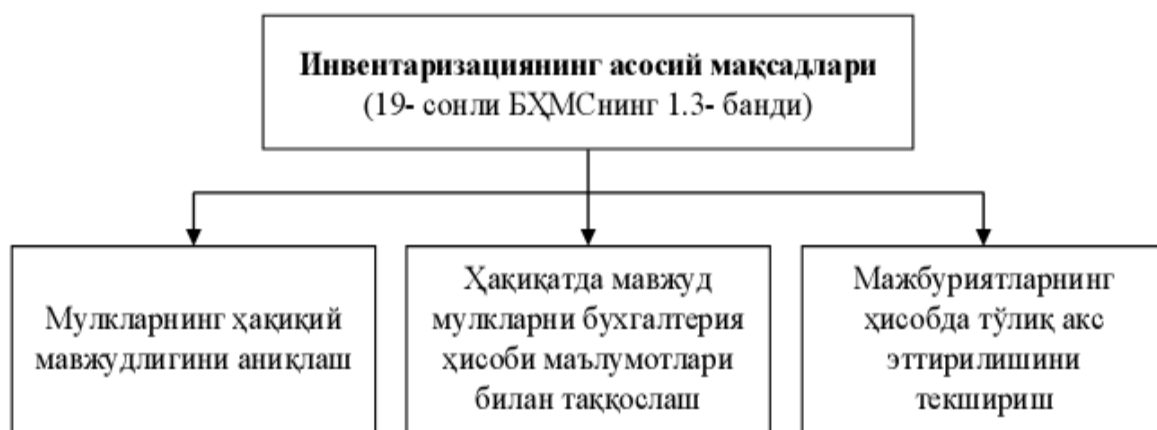 Инвентаризациянинг асосий мақсадлари
(19- сонли БҲМСнинг 1.3- банди)
Мулкларнинг ҳақиқий
мавжудлигини аниқлаш
Ҳақиқатда мавжуд
мулкларни бухгалтерия
ҳисоби маълумотлари
билан таққослаш
Мажбуриятларнинг
ҳисобда тўлиқ акс
эттирилишини
текшириш